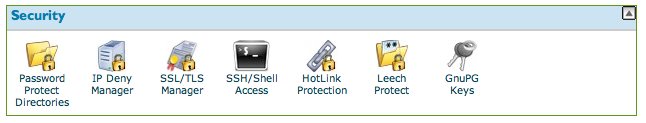 Security
Password Protect Directories
IP Deny Manager
SSL/TLS Manager
$ _
SSH/Shell Access
HotLink Protection
**
Leech Protect
GnuPG Keys